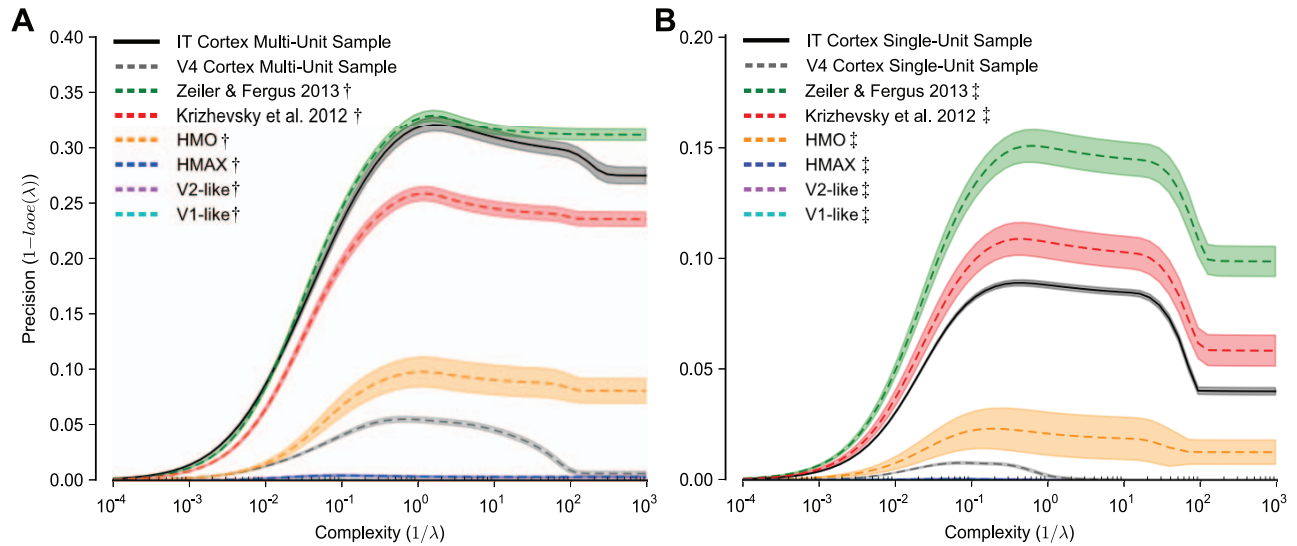 A
IT Cortex Multi-Unit Sample
V4 Cortex Multi-Unit Sample
Zeiler & Fergus 2013 †
Krizhevsky et al. 2012 †
HMO †
HMAX †
V2-like †
V1-like †
0.40
0.35
0.30
0.25
0.20
0.15
0.10
0.05
0.00
Precision (1−looe(λ))
10⁻⁴ 10⁻³ 10⁻² 10⁻¹ 10⁰ 10¹ 10² 10³
Complexity (1/λ)
B
IT Cortex Single-Unit Sample
V4 Cortex Single-Unit Sample
Zeiler & Fergus 2013 ‡
Krizhevsky et al. 2012 ‡
HMO ‡
HMAX ‡
V2-like ‡
V1-like ‡
0.20
0.15
0.10
0.05
0.00
10⁻⁴ 10⁻³ 10⁻² 10⁻¹ 10⁰ 10¹ 10² 10³
Complexity (1/λ)